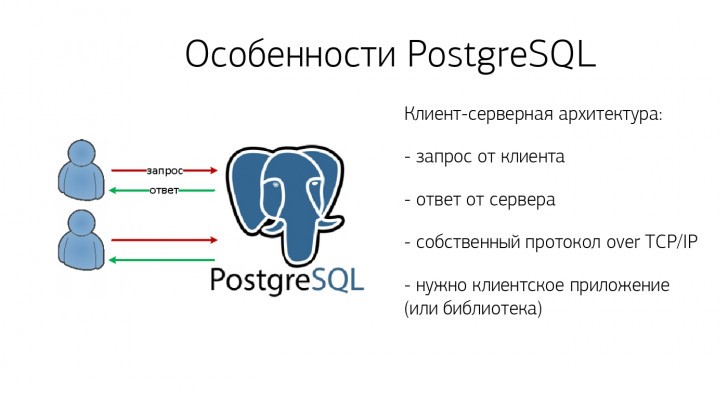 Особенности PostgreSQL
Клиент-серверная архитектура:
- запрос от клиента
- ответ от сервера
- собственный протокол over TCP/IP
- нужно клиентское приложение
(или библиотека)
запрос
ответ
PostgreSQL